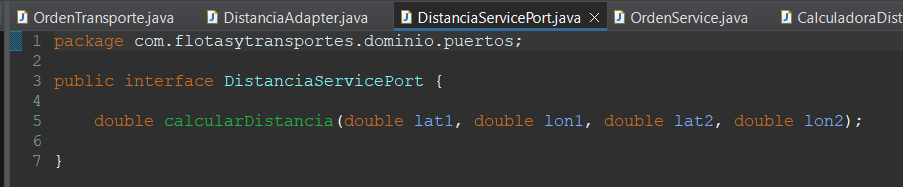 OrdenTransporte.java DistanciaAdapter.java DistanciaServicePort.java OrdenService.java CalculadoraDist
1 package com.flotasytransportes.dominio.puertos;
2
3 public interface DistanciaServicePort {
4
5 double calcularDistancia(double lat1, double lon1, double lat2, double lon2);
6
7 }